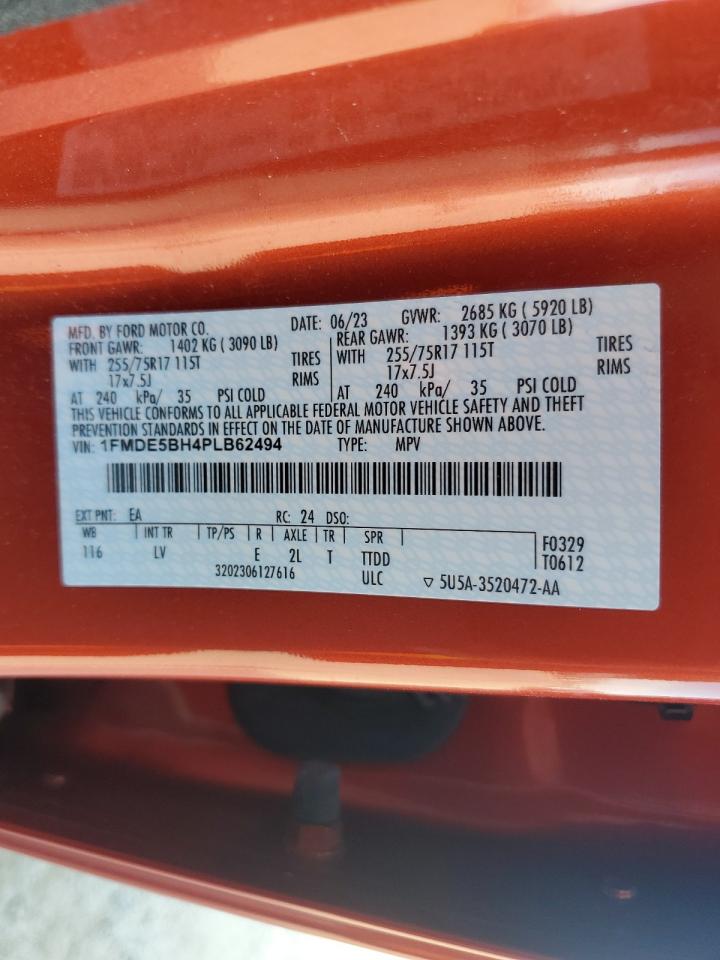 MFD. BY FORD MOTOR CO. DATE: 06/23 GVWR: 2685 KG ( 5920 LB)
FRONT GAWR: 1402 KG ( 3090 LB) REAR GAWR: 1393 KG ( 3070 LB)
WITH 255/75R17 115T TIRES WITH 255/75R17 115T TIRES
17x7.5J RIMS 17x7.5J RIMS
AT 240 kPa/ 35 PSI COLD AT 240 kPa/ 35 PSI COLD
THIS VEHICLE CONFORMS TO ALL APPLICABLE FEDERAL MOTOR VEHICLE SAFETY AND THEFT
PREVENTION STANDARDS IN EFFECT ON THE DATE OF MANUFACTURE SHOWN ABOVE.
VIN: 1FMDE5BH4PLB62494 TYPE: MPV
EXT PNT: EA RC: 24 DSO:
WB INT TR TP/PS R AXLE TR SPR F0329
116 LV E 2L T TTDD T0612
3202306127616 ULC ▽ 5U5A-3520472-AA